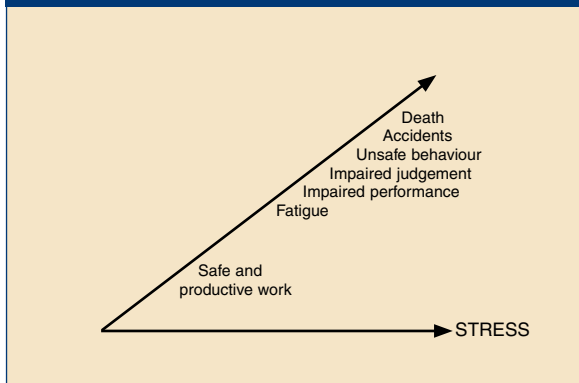 Death
Accidents
Unsafe behaviour
Impaired judgement
Impaired performance
Fatigue
Safe and
productive work
STRESS